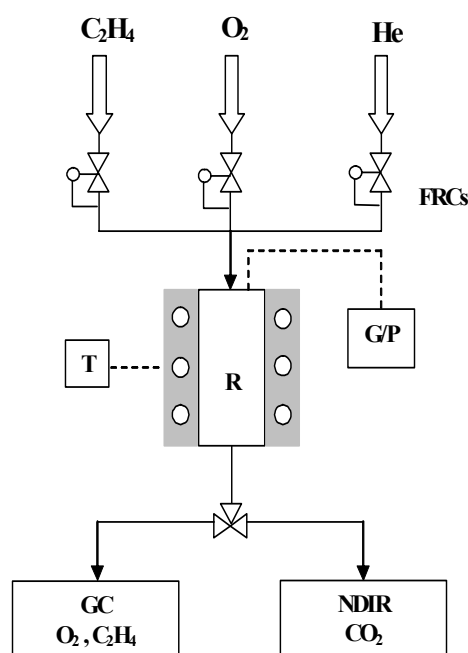 C₂H₄
O₂
He
FRCs
G/P
T
R
GC
O₂ , C₂H₄
NDIR
CO₂